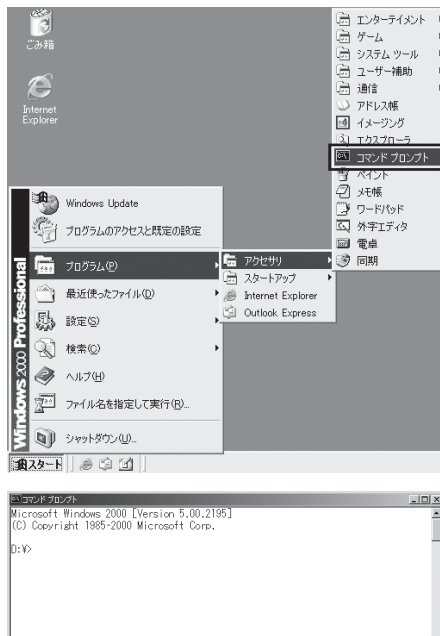 ごみ箱
Internet
Explorer
エンターテイメント
ゲーム
システム ツール
ユーザー補助
通信
アドレス帳
イメージング
エクスプローラ
コマンド プロンプト
ペイント
メモ帳
ワードパッド
外字エディタ
電卓
同期
Windows Update
プログラムのアクセスと既定の設定
プログラム(P)
最近使ったファイル(D)
設定(S)
検索(C)
ヘルプ(H)
ファイル名を指定して実行(R)...
シャットダウン(U)...
アクセサリ
スタートアップ
Internet Explorer
Outlook Express
Windows 2000 Professional
スタート
コマンド プロンプト
Microsoft Windows 2000 [Version 5.00.2195]
(C) Copyright 1985-2000 Microsoft Corp.
D:¥>